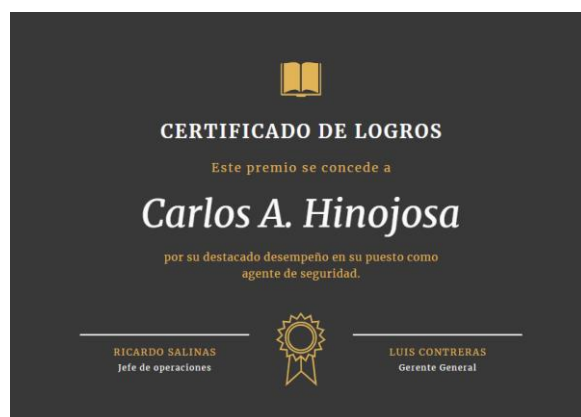 CERTIFICADO DE LOGROS
Este premio se concede a
Carlos A. Hinojosa
por su destacado desempeño en su puesto como
agente de seguridad.
RICARDO SALINAS
Jefe de operaciones
LUIS CONTRERAS
Gerente General